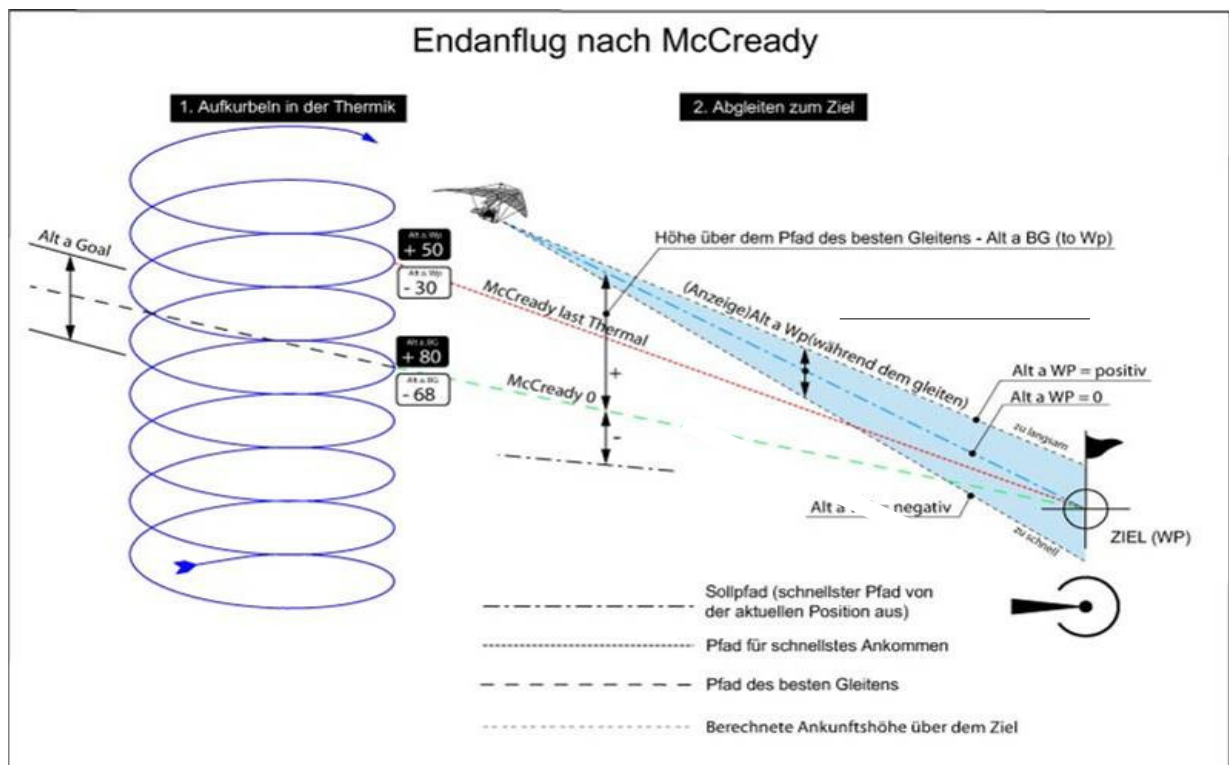 Endanflug nach McCready
1. Aufkurbeln in der Thermik
2. Abgleiten zum Ziel
Alt a Goal
Alt a. Wp
+ 50
Alt a. Wp
- 30
Alt a. BG
+ 80
Alt a. BG
- 68
Höhe über dem Pfad des besten Gleitens - Alt a BG (to Wp)
McCready last Thermal
McCready 0
+
-
(Anzeige)Alt a Wp(während dem gleiten)
Alt a WP = positiv
Alt a WP = 0
zu langsam
Alt a
negativ
zu schnell
ZIEL (WP)
Sollpfad (schnellster Pfad von
der aktuellen Position aus)
Pfad für schnellstes Ankommen
Pfad des besten Gleitens
Berechnete Ankunftshöhe über dem Ziel